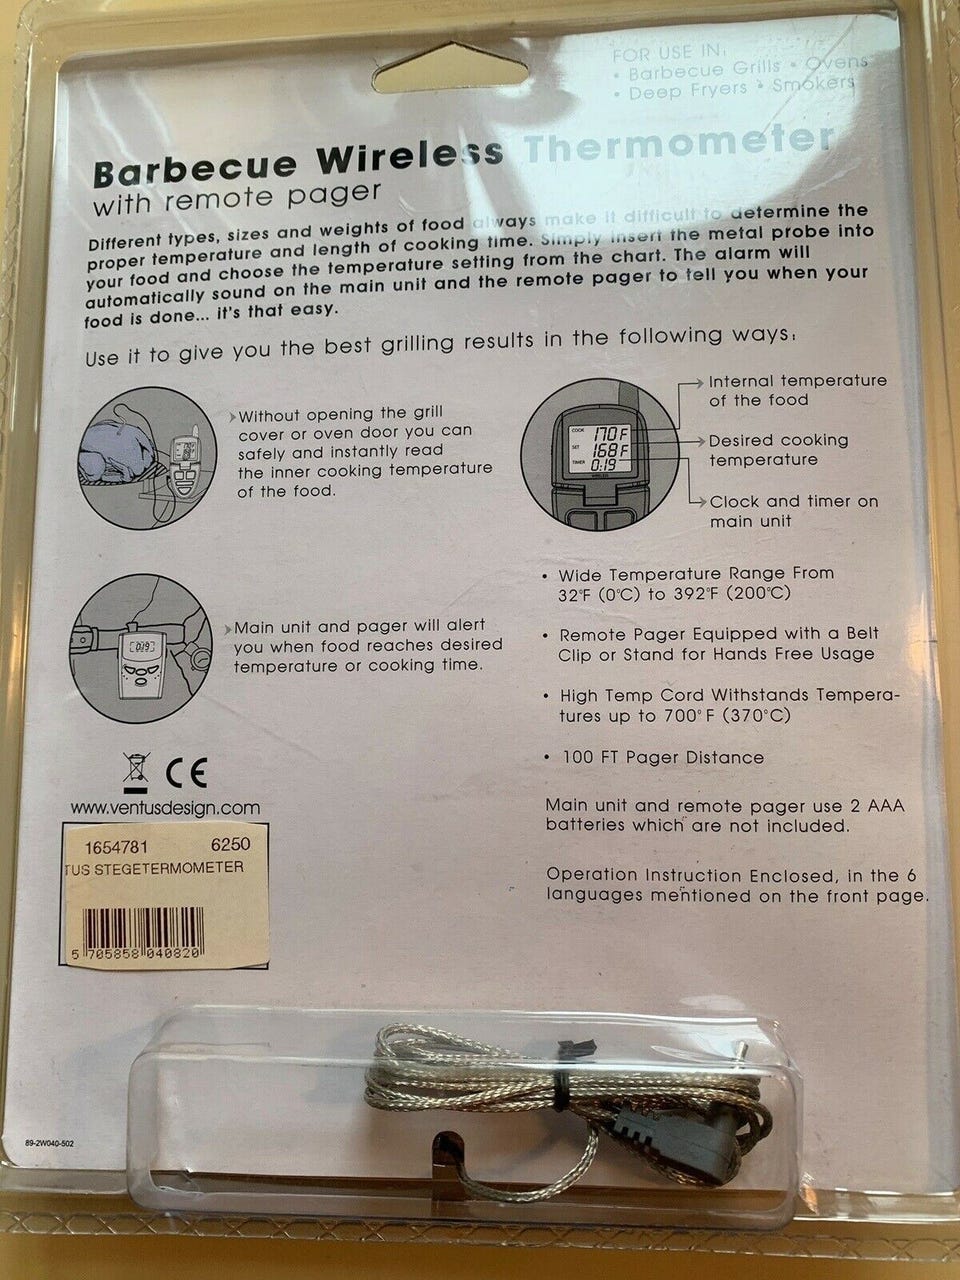 FOR USE IN:
• Barbecue Grills • Ovens
• Deep Fryers • Smokers
Barbecue Wireless Thermometer
with remote pager
Different types, sizes and weights of food always make it difficult to determine the
proper temperature and length of cooking time. Simply insert the metal probe into
your food and choose the temperature setting from the chart. The alarm will
automatically sound on the main unit and the remote pager to tell you when your
food is done... it's that easy.
Use it to give you the best grilling results in the following ways:
Without opening the grill
cover or oven door you can
safely and instantly read
the inner cooking temperature
of the food.
COOK 170F
SET 168F
TIMER 0:19
Internal temperature
of the food
Desired cooking
temperature
Clock and timer on
main unit
0:19
Main unit and pager will alert
you when food reaches desired
temperature or cooking time.
• Wide Temperature Range From
32°F (0°C) to 392°F (200°C)
• Remote Pager Equipped with a Belt
Clip or Stand for Hands Free Usage
• High Temp Cord Withstands Tempera-
tures up to 700°F (370°C)
• 100 FT Pager Distance
Main unit and remote pager use 2 AAA
batteries which are not included.
Operation Instruction Enclosed, in the 6
languages mentioned on the front page.
CE
www.ventusdesign.com
1654781 6250
TUS STEGETERMOMETER
5 705858 040820
89-2W040-502